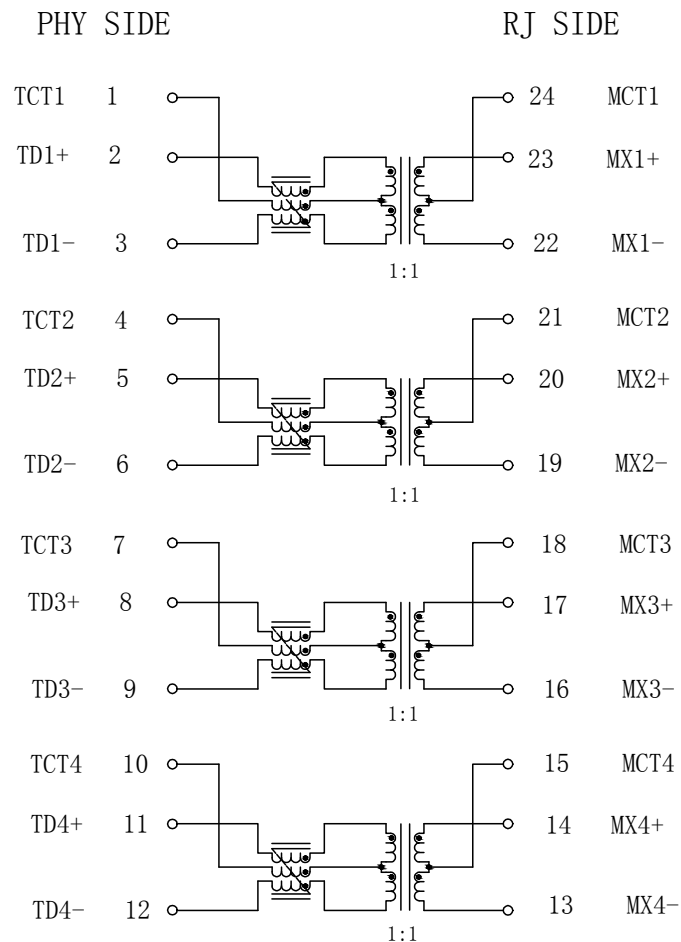 PHY SIDE RJ SIDE
TCT1 1 24 MCT1
TD1+ 2 23 MX1+
TD1- 3 22 MX1-
1:1
TCT2 4 21 MCT2
TD2+ 5 20 MX2+
TD2- 6 19 MX2-
1:1
TCT3 7 18 MCT3
TD3+ 8 17 MX3+
TD3- 9 16 MX3-
1:1
TCT4 10 15 MCT4
TD4+ 11 14 MX4+
TD4- 12 13 MX4-
1:1